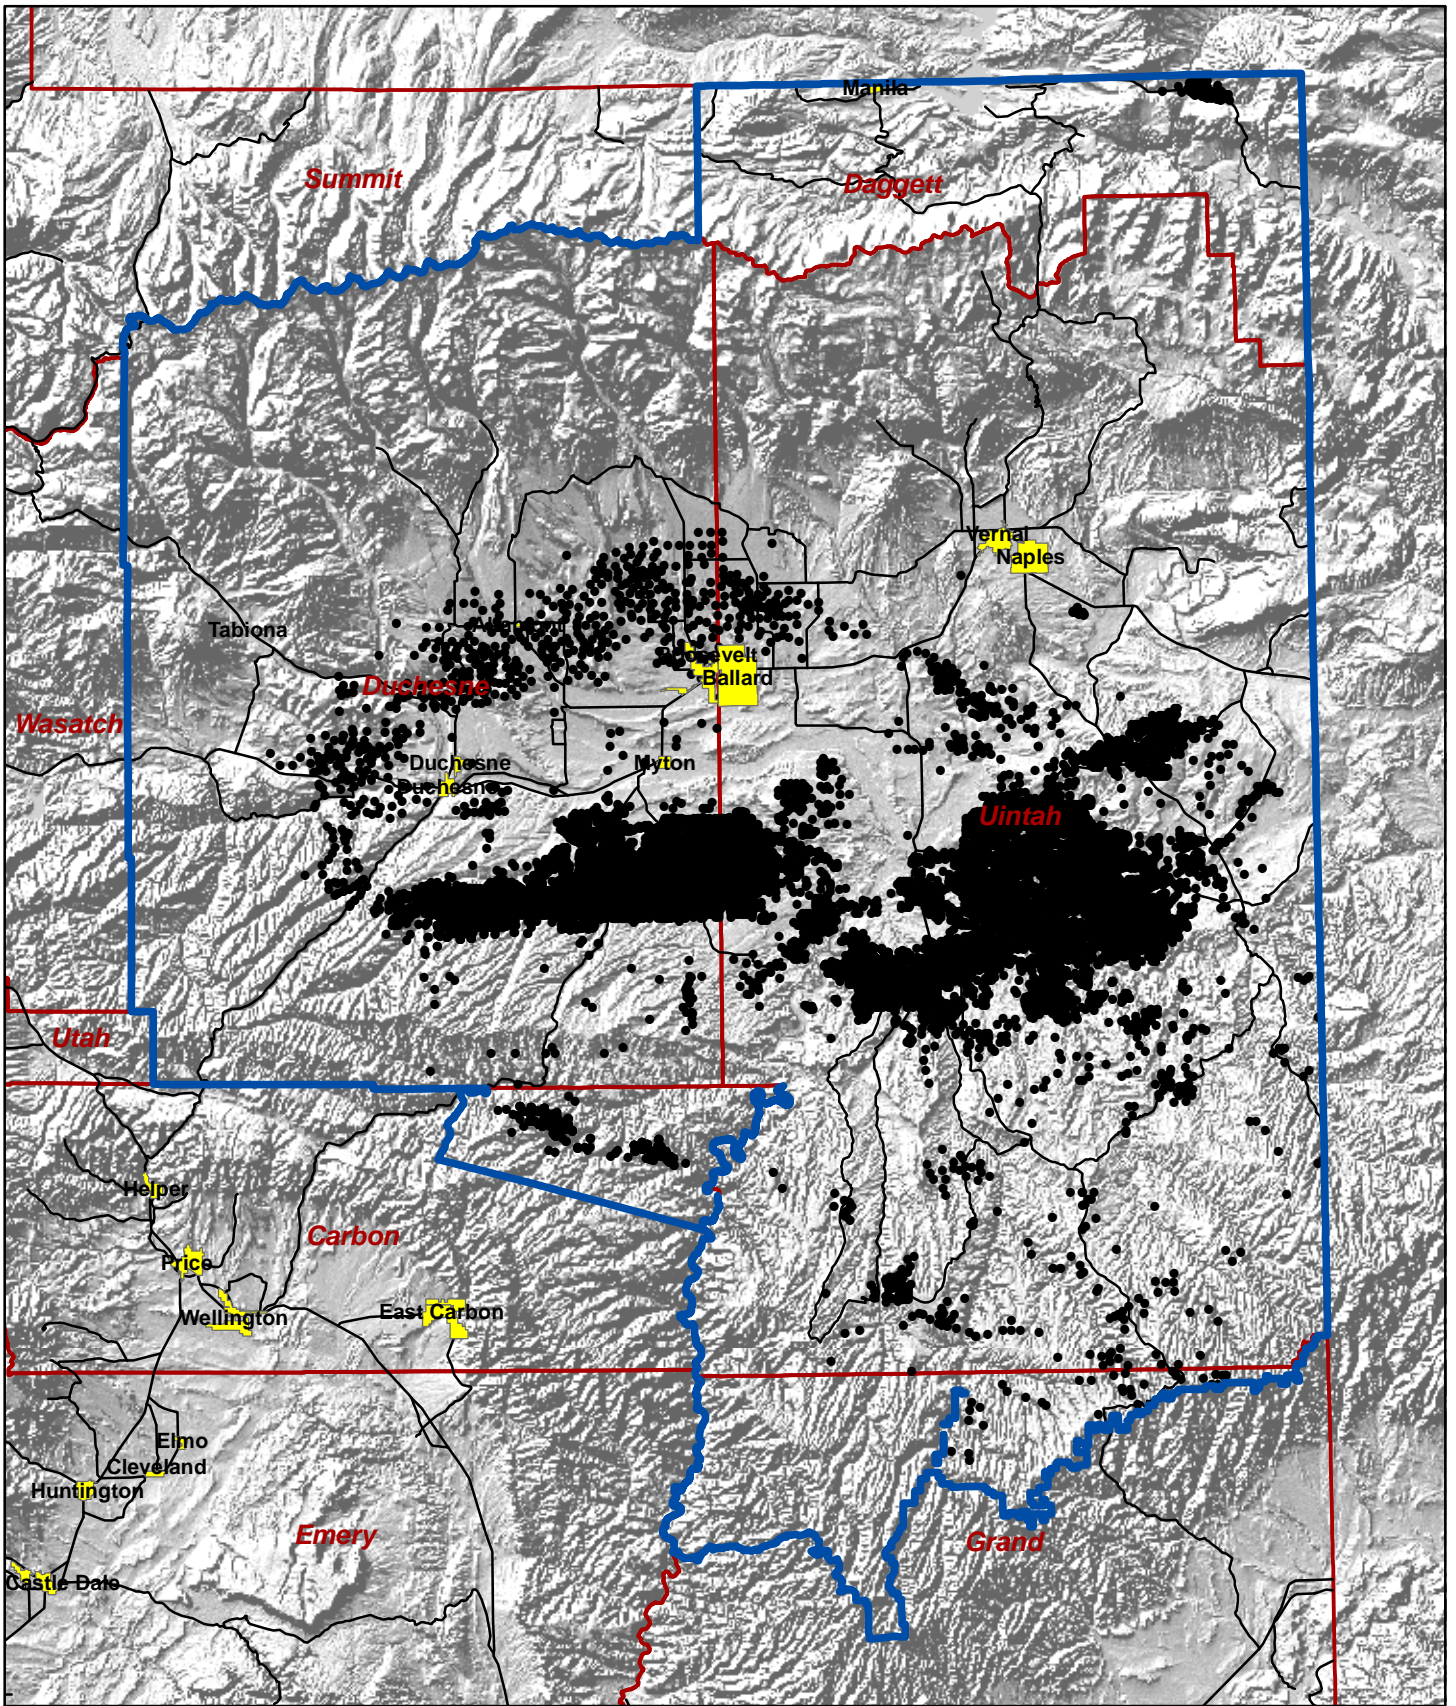 Manila
Summit
Daggett
Vernal
Naples
Tabiona
Roosevelt
Ballard
Duchesne
Wasatch
Duchesne
Myton
Duchesne
Uintah
Utah
Helper
Carbon
Price
East Carbon
Wellington
Elmo
Cleveland
Huntington
Emery
Grand
Castle Dale